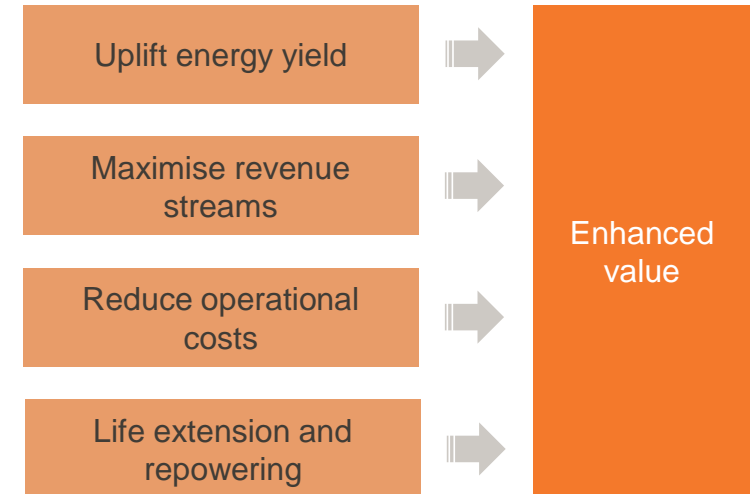 Uplift energy yield
Maximise revenue
streams
Reduce operational
costs
Life extension and
repowering
Enhanced
value